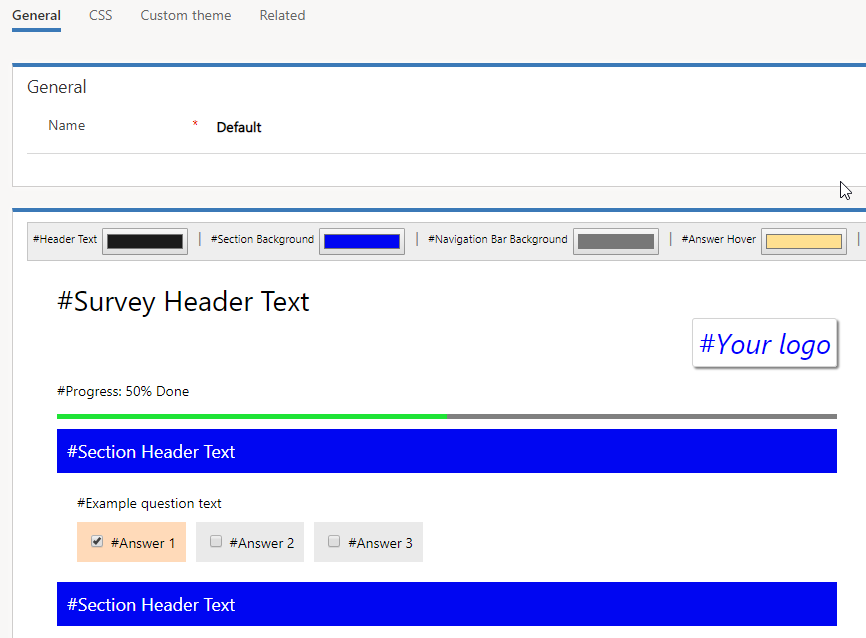 General CSS Custom theme Related
General
Name * Default
#Header Text | #Section Background | #Navigation Bar Background | #Answer Hover |
#Survey Header Text
#Your logo
#Progress: 50% Done
#Section Header Text
#Example question text
#Answer 1 #Answer 2 #Answer 3
#Section Header Text